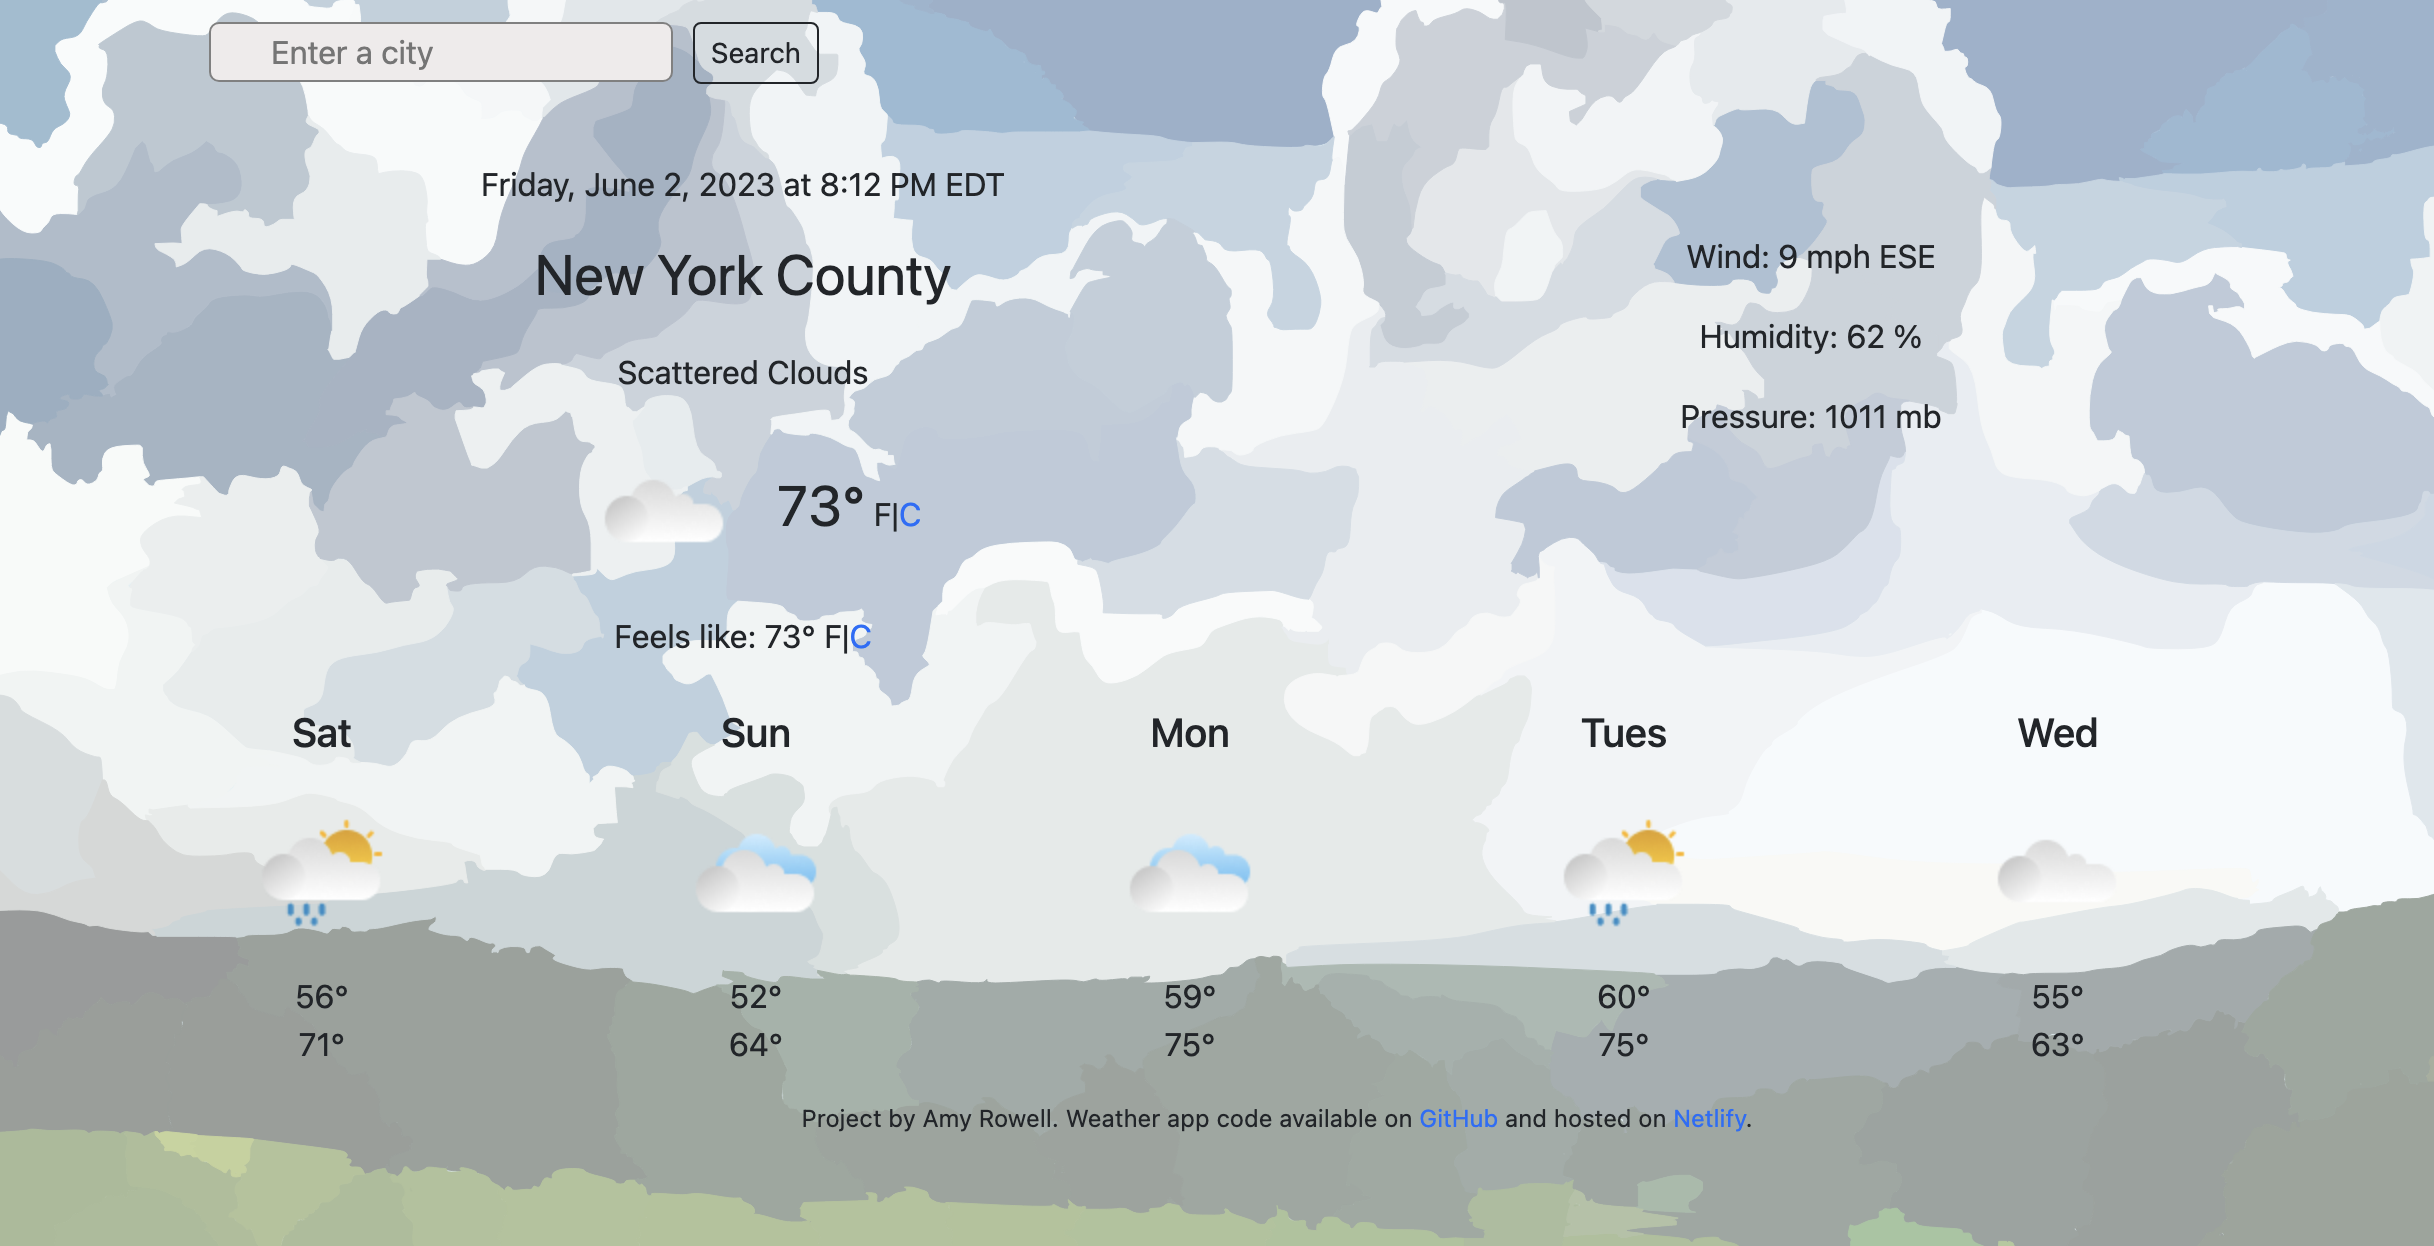 Enter a city
Search
Friday, June 2, 2023 at 8:12 PM EDT
New York County
Scattered Clouds
73° F|C
Feels like: 73° F|C
Wind: 9 mph ESE
Humidity: 62 %
Pressure: 1011 mb
Sat Sun Mon Tues Wed
56° 52° 59° 60° 55°
71° 64° 75° 75° 63°
Project by Amy Rowell. Weather app code available on GitHub and hosted on Netlify.